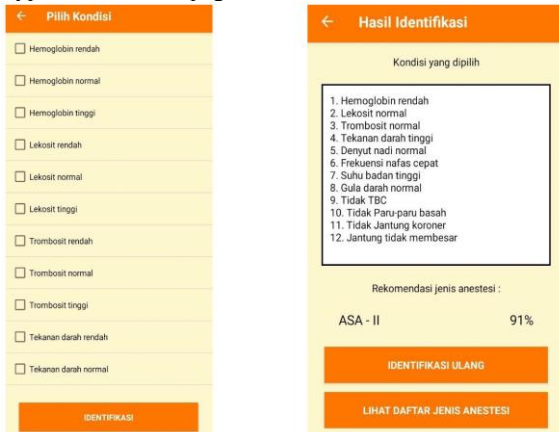 Pilih Kondisi
Hemoglobin rendah
Hemoglobin normal
Hemoglobin tinggi
Lekosit rendah
Lekosit normal
Lekosit tinggi
Trombosit rendah
Trombosit normal
Trombosit tinggi
Tekanan darah rendah
Tekanan darah normal
IDENTIFIKASI
Hasil Identifikasi
Kondisi yang dipilih
1. Hemoglobin rendah
2. Lekosit normal
3. Trombosit normal
4. Tekanan darah tinggi
5. Denyut nadi normal
6. Frekuensi nafas cepat
7. Suhu badan tinggi
8. Gula darah normal
9. Tidak TBC
10. Tidak Paru-paru basah
11. Tidak Jantung koroner
12. Jantung tidak membesar
Rekomendasi jenis anestesi :
ASA - II 91%
IDENTIFIKASI ULANG
LIHAT DAFTAR JENIS ANESTESI